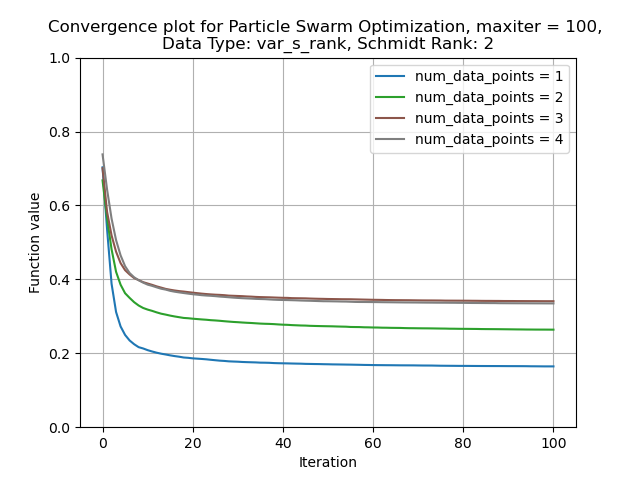 Convergence plot for Particle Swarm Optimization, maxiter = 100,
Data Type: var_s_rank, Schmidt Rank: 2
num_data_points = 1
num_data_points = 2
num_data_points = 3
num_data_points = 4
Function value
1.0
0.8
0.6
0.4
0.2
0.0
0 20 40 60 80 100
Iteration